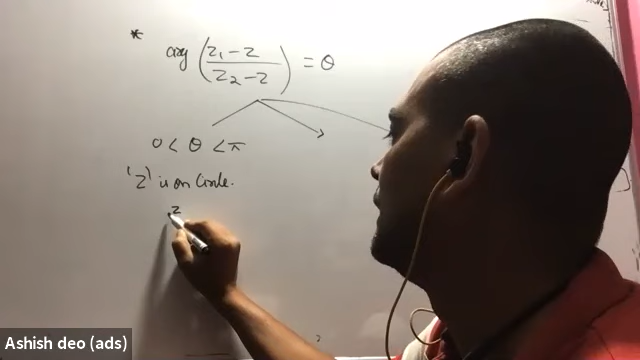 * arg (z₁ - z / z₂ - z) = θ
0 < θ < π
'z' is on Circle.
z
Ashish deo (ads)